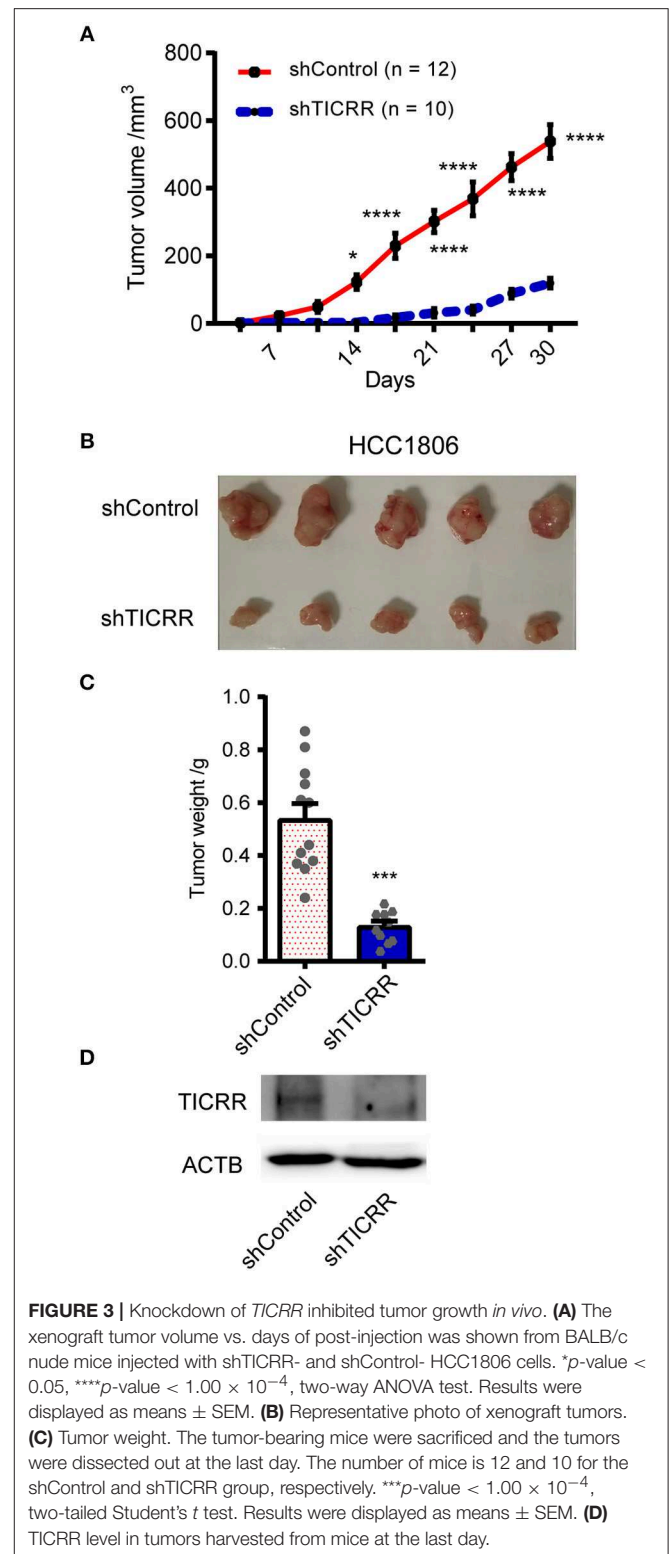 A
800
600
400
200
0
Tumor volume /mm³
shControl (n = 12)
shTICRR (n = 10)
*
****
****
****
****
****
7
14
21
27
30
Days
B
HCC1806
shControl
shTICRR
C
1.0
0.8
0.6
0.4
0.2
0.0
Tumor weight /g
***
shControl
shTICRR
D
TICRR
ACTB
shControl
shTICRR
FIGURE 3 | Knockdown of TICRR inhibited tumor growth in vivo. (A) The
xenograft tumor volume vs. days of post-injection was shown from BALB/c
nude mice injected with shTICRR- and shControl- HCC1806 cells. *p-value <
0.05, ****p-value < 1.00 × 10⁻⁴, two-way ANOVA test. Results were
displayed as means ± SEM. (B) Representative photo of xenograft tumors.
(C) Tumor weight. The tumor-bearing mice were sacrificed and the tumors
were dissected out at the last day. The number of mice is 12 and 10 for the
shControl and shTICRR group, respectively. ***p-value < 1.00 × 10⁻⁴,
two-tailed Student's t test. Results were displayed as means ± SEM. (D)
TICRR level in tumors harvested from mice at the last day.